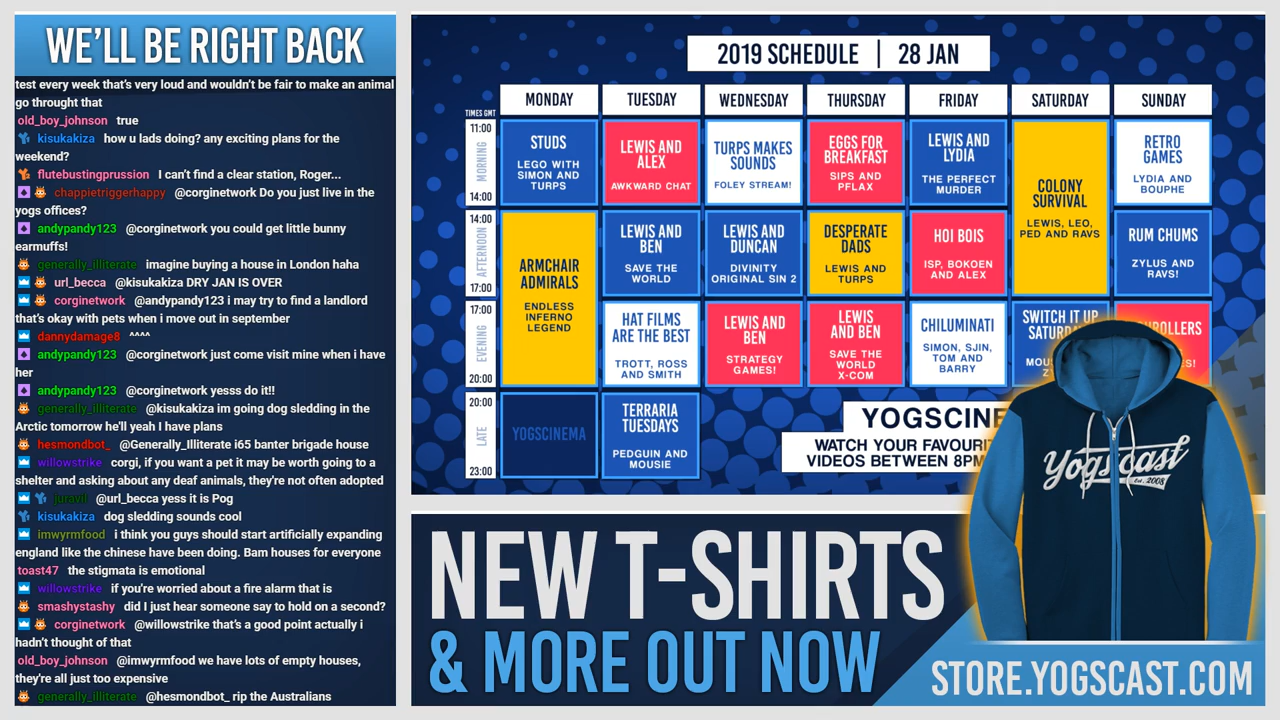 WE'LL BE RIGHT BACK
test every week that's very loud and wouldn't be fair to make an animal
go throught that
old_boy_johnson true
kisukakiza how u lads doing? any exciting plans for the
weekend?
flutebustingprussion I can't find a clear station, Roger...
chappietriggerhappy @corginetwork Do you just live in the
yogs offices?
andypandy123 @corginetwork you could get little bunny
earmuffs!
generally_illiterate imagine buying a house in London haha
url_becca @kisukakiza DRY JAN IS OVER
corginetwork @andypandy123 i may try to find a landlord
that's okay with pets when i move out in september
dannydamage8 ^^^^
andypandy123 @corginetwork just come visit mine when i have
her
andypandy123 @corginetwork yesss do it!!
generally_illiterate @kisukakiza im going dog sledding in the
Arctic tomorrow he'll yeah I have plans
hesmondbot_ @Generally_Illiterate i65 banter brigade house
willowstrike corgi, if you want a pet it may be worth going to a
shelter and asking about any deaf animals, they're not often adopted
juravil @url_becca yess it is Pog
kisukakiza dog sledding sounds cool
imwyrmfood i think you guys should start artificially expanding
england like the chinese have been doing. Bam houses for everyone
toast47 the stigmata is emotional
willowstrike if you're worried about a fire alarm that is
smashystashy did I just hear someone say to hold on a second?
corginetwork @willowstrike that's a good point actually i
hadn't thought of that
old_boy_johnson @imwyrmfood we have lots of empty houses,
they're all just too expensive
generally_illiterate @hesmondbot_ rip the Australians
2019 SCHEDULE | 28 JAN
TIMES GMT
MONDAY
TUESDAY
WEDNESDAY
THURSDAY
FRIDAY
SATURDAY
SUNDAY
11:00
MORNING
14:00
STUDS
LEGO WITH
SIMON AND
TURPS
LEWIS AND
ALEX
AWKWARD CHAT
TURPS MAKES
SOUNDS
FOLEY STREAM!
EGGS FOR
BREAKFAST
SIPS AND
PFLAX
LEWIS AND
LYDIA
THE PERFECT
MURDER
COLONY
SURVIVAL
LEWIS, LEO,
PED AND RAVS
RETRO
GAMES
LYDIA AND
BOUPHE
14:00
AFTERNOON
17:00
ARMCHAIR
ADMIRALS
ENDLESS
INFERNO
LEGEND
LEWIS AND
BEN
SAVE THE
WORLD
LEWIS AND
DUNCAN
DIVINITY
ORIGINAL SIN 2
DESPERATE
DADS
LEWIS AND
TURPS
HOI BOIS
ISP, BOKOEN
AND ALEX
RUM CHUMS
ZYLUS AND
RAVS!
17:00
EVENING
20:00
HAT FILMS
ARE THE BEST
TROTT, ROSS
AND SMITH
LEWIS AND
BEN
STRATEGY
GAMES!
LEWIS
AND BEN
SAVE THE
WORLD
X-COM
CHILUMINATI
SIMON, SJIN,
TOM AND
BARRY
SWITCH IT UP
20:00
LATE
23:00
YOGSCINEMA
TERRARIA
TUESDAYS
PEDGUIN AND
MOUSIE
YOGSCINE
WATCH YOUR FAVOURI
VIDEOS BETWEEN 8PM
Yogscast
est. 2008
NEW T-SHIRTS
& MORE OUT NOW
STORE.YOGSCAST.COM